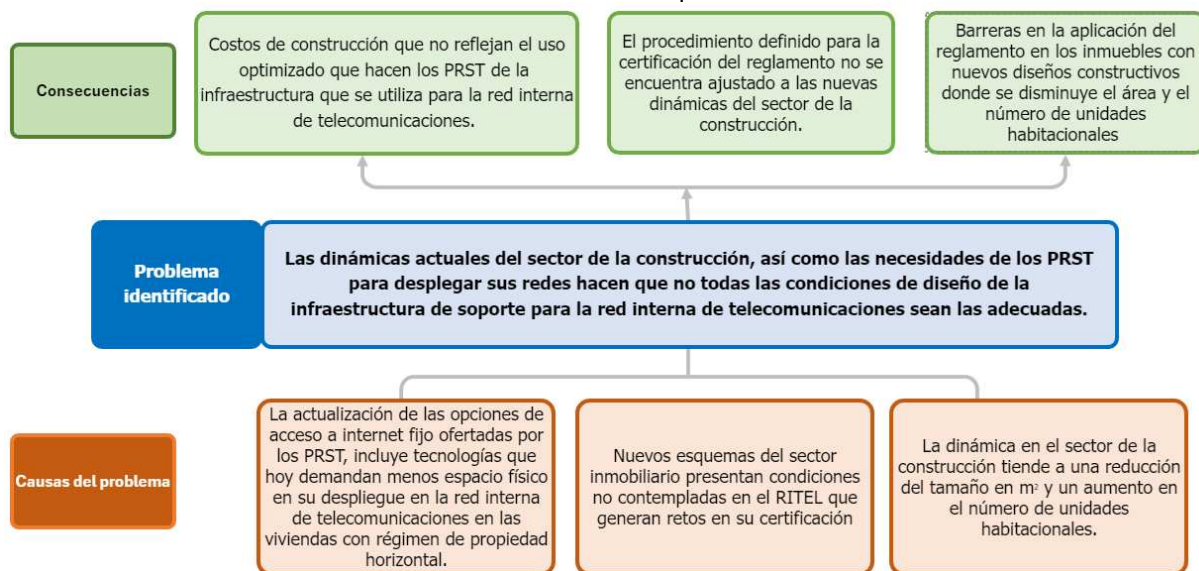 Consecuencias
Costos de construcción que no reflejan el uso
optimizado que hacen los PRST de la
infraestructura que se utiliza para la red interna
de telecomunicaciones.
El procedimiento definido para la
certificación del reglamento no se
encuentra ajustado a las nuevas
dinámicas del sector de la
construcción.
Barreras en la aplicación del
reglamento en los inmuebles con
nuevos diseños constructivos
donde se disminuye el área y el
número de unidades
habitacionales
Problema
identificado
Las dinámicas actuales del sector de la construcción, así como las necesidades de los PRST
para desplegar sus redes hacen que no todas las condiciones de diseño de la
infraestructura de soporte para la red interna de telecomunicaciones sean las adecuadas.
Causas del problema
La actualización de las opciones de
acceso a internet fijo ofertadas por
los PRST, incluye tecnologías que
hoy demandan menos espacio físico
en su despliegue en la red interna
de telecomunicaciones en las
viviendas con régimen de propiedad
horizontal.
Nuevos esquemas del sector
inmobiliario presentan condiciones
no contempladas en el RITEL que
generan retos en su certificación
La dinámica en el sector de la
construcción tiende a una reducción
del tamaño en m² y un aumento en
el número de unidades
habitacionales.